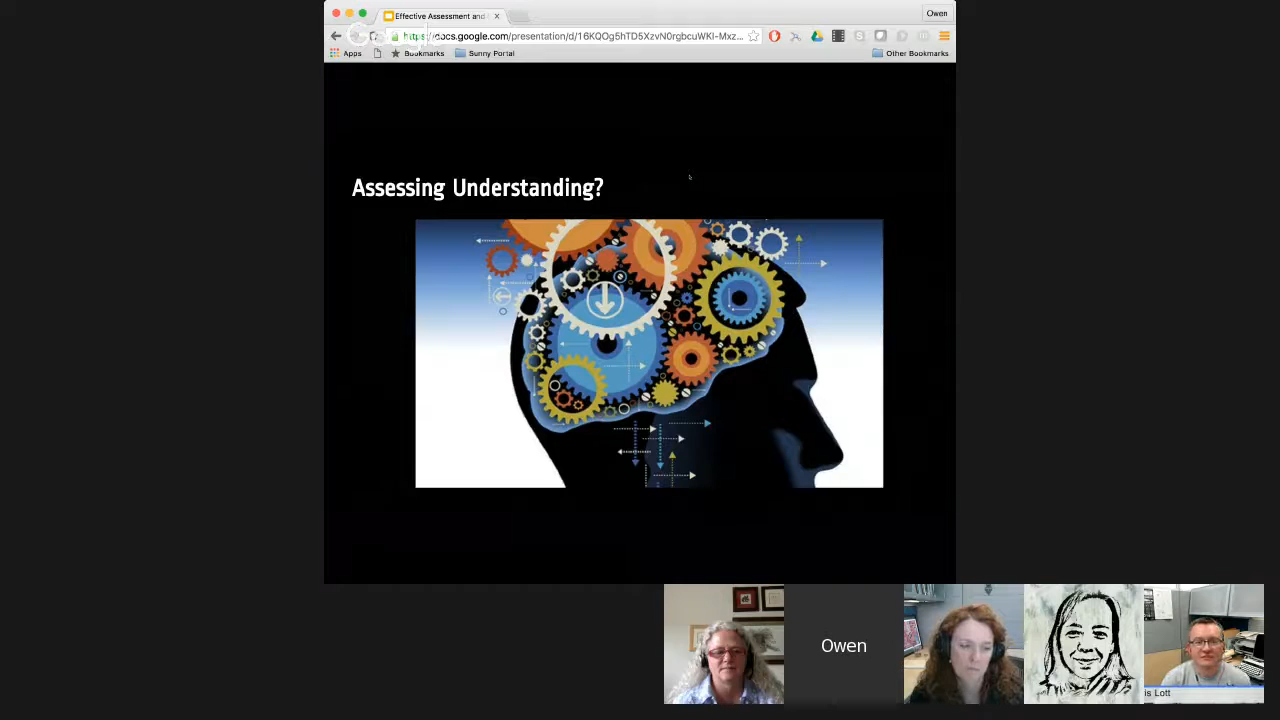 Effective Assessment and
Owen
https://docs.google.com/presentation/d/16KQOg5hTD5XzvN0rgbcuWKI-Mxz...
Apps
Bookmarks
Sunny Portal
Other Bookmarks
Assessing Understanding?
Owen
is Lott